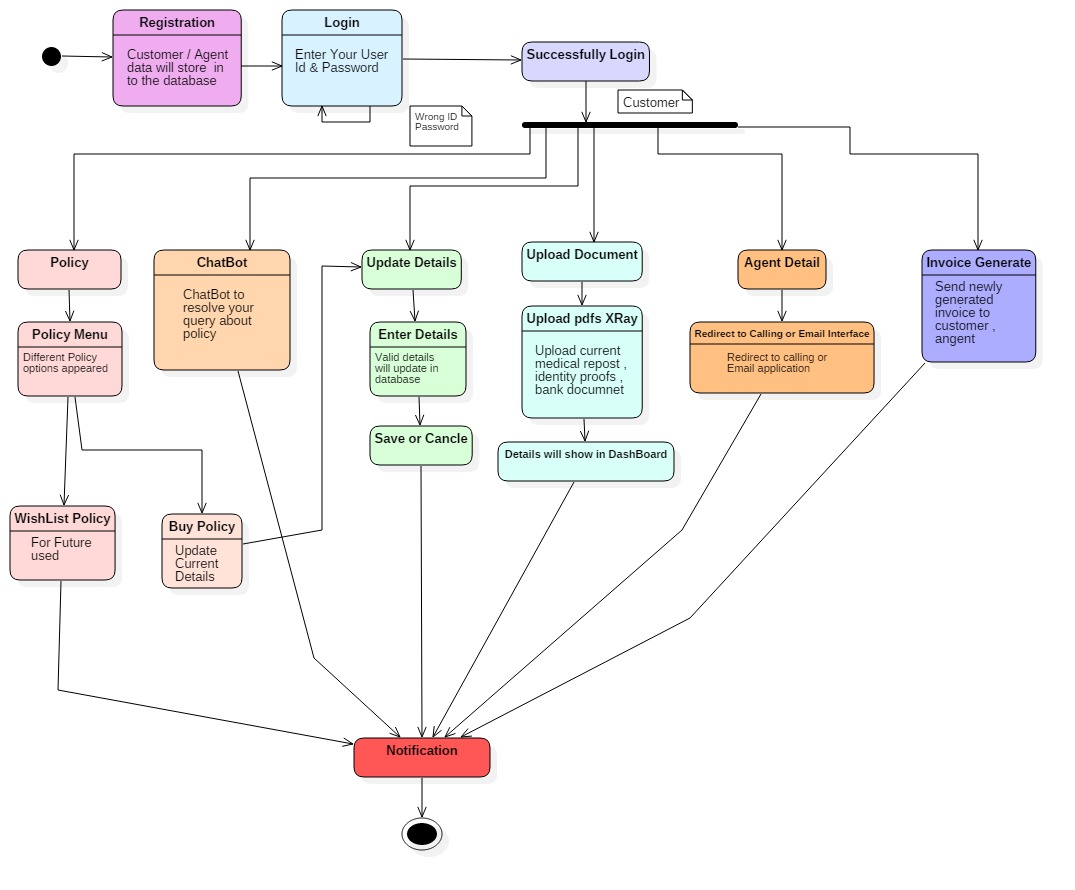 Registration
Customer / Agent
data will store  in
to the database
Login
Enter Your User
Id & Password
Successfully Login
Wrong ID
Password
Customer
Policy
ChatBot
ChatBot to
resolve your
query about
policy
Update Details
Upload Document
Agent Detail
Invoice Generate
Send newly
generated
invoice to
customer ,
angent
Policy Menu
Different Policy
options appeared
Enter Details
Valid details
will update in
database
Upload pdfs XRay
Upload current
medical repost ,
identity proofs ,
bank documnet
Redirect to Calling or Email Interface
Redirect to calling or
Email application
Save or Cancle
Details will show in DashBoard
WishList Policy
For Future
used
Buy Policy
Update
Current
Details
Notification